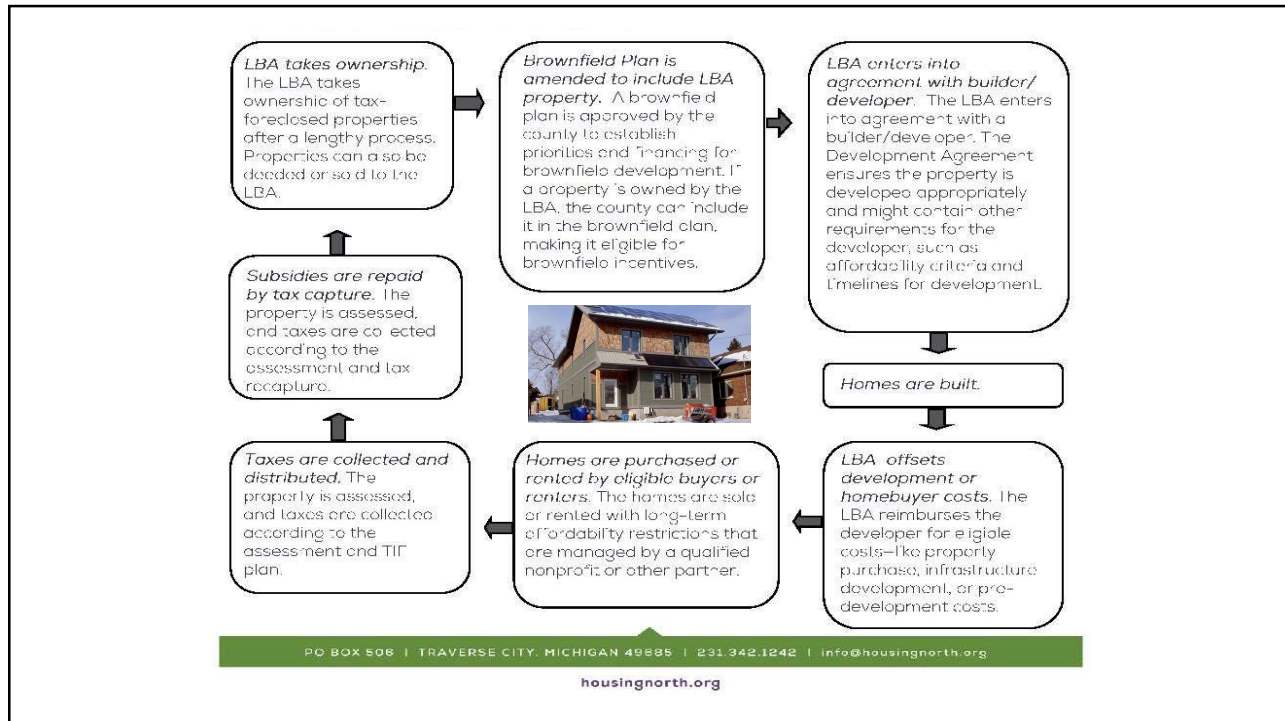 LBA takes ownership.
The LBA takes
ownership of tax-
foreclosed properties
after a lengthy process.
Properties can also be
deeded or sold to the
LBA.
Brownfield Plan is
amended to include LBA
property. A brownfield
plan is approved by the
county to establish
priorities and financing for
brownfield development. If
a property is owned by the
LBA, the county can include
it in the brownfield plan,
making it eligible for
brownfield incentives.
LBA enters into
agreement with builder/
developer. The LBA enters
into agreement with a
builder/developer. The
Development Agreement
ensures the property is
developed appropriately
and might contain other
requirements for the
developer, such as
affordability criteria and
timelines for development.
Homes are built.
LBA offsets
development or
homebuyer costs. The
LBA reimburses the
developer for eligible
costs—like property
purchase, infrastructure
development, or pre-
development costs.
Homes are purchased or
rented by eligible buyers or
renters. The homes are sold
or rented with long-term
affordability restrictions that
are managed by a qualified
nonprofit or other partner.
Taxes are collected and
distributed. The
property is assessed,
and taxes are collected
according to the
assessment and TIF
plan.
Subsidies are repaid
by tax capture. The
property is assessed,
and taxes are collected
according to the
assessment and tax
recapture.
PO BOX 506 | TRAVERSE CITY, MICHIGAN 49685 | 231.342.1242 | info@housingnorth.org
housingnorth.org